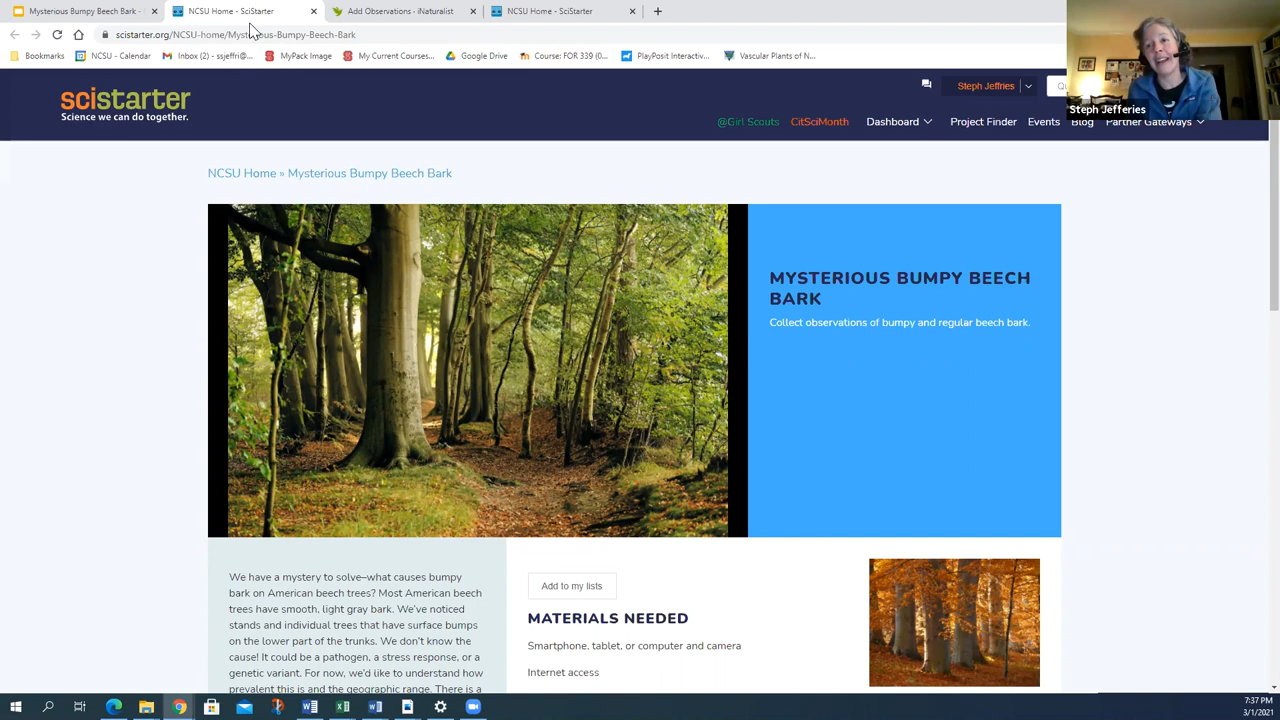 Mysterious Bumpy Beech Bark -
NCSU Home - SciStarter
Add Observations - iNaturalist
NCSU Home - SciStarter
scistarter.org/NCSU-home/Mysterious-Bumpy-Beech-Bark
Bookmarks
NCSU - Calendar
Inbox (2) - ssjeffri@...
MyPack Image
My Current Courses...
Google Drive
Course: FOR 339 (0...
PlayPosit Interactiv...
Vascular Plants of N...
scistarter
Science we can do together.
Steph Jeffries
Steph Jefferies
@Girl Scouts
CitSciMonth
Dashboard
Project Finder
Events
Blog
Partner Gateways
NCSU Home » Mysterious Bumpy Beech Bark
MYSTERIOUS BUMPY BEECH
BARK
Collect observations of bumpy and regular beech bark.
We have a mystery to solve–what causes bumpy
bark on American beech trees? Most American beech
trees have smooth, light gray bark. We've noticed
stands and individual trees that have surface bumps
on the lower part of the trunks. We don't know the
cause! It could be a pathogen, a stress response, or a
genetic variant. For now, we'd like to understand how
prevalent this is and the geographic range. There is a
Add to my lists
MATERIALS NEEDED
Smartphone, tablet, or computer and camera
Internet access
7:37 PM
3/1/2021